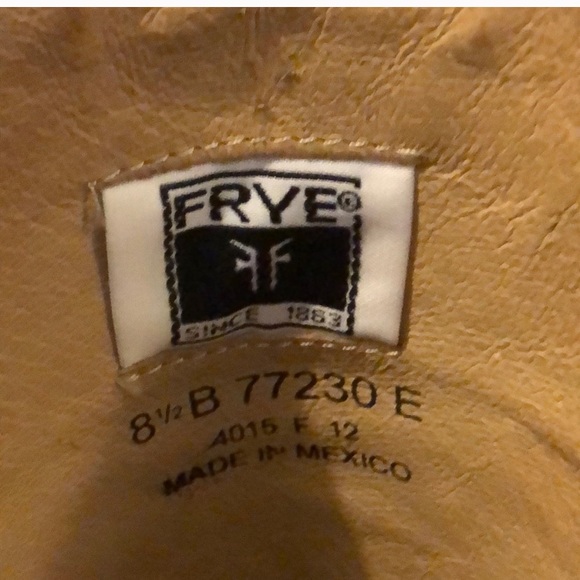 FRYE®
SINCE 1863
8½ B 77230 E
4015 F 12
MADE IN MEXICO